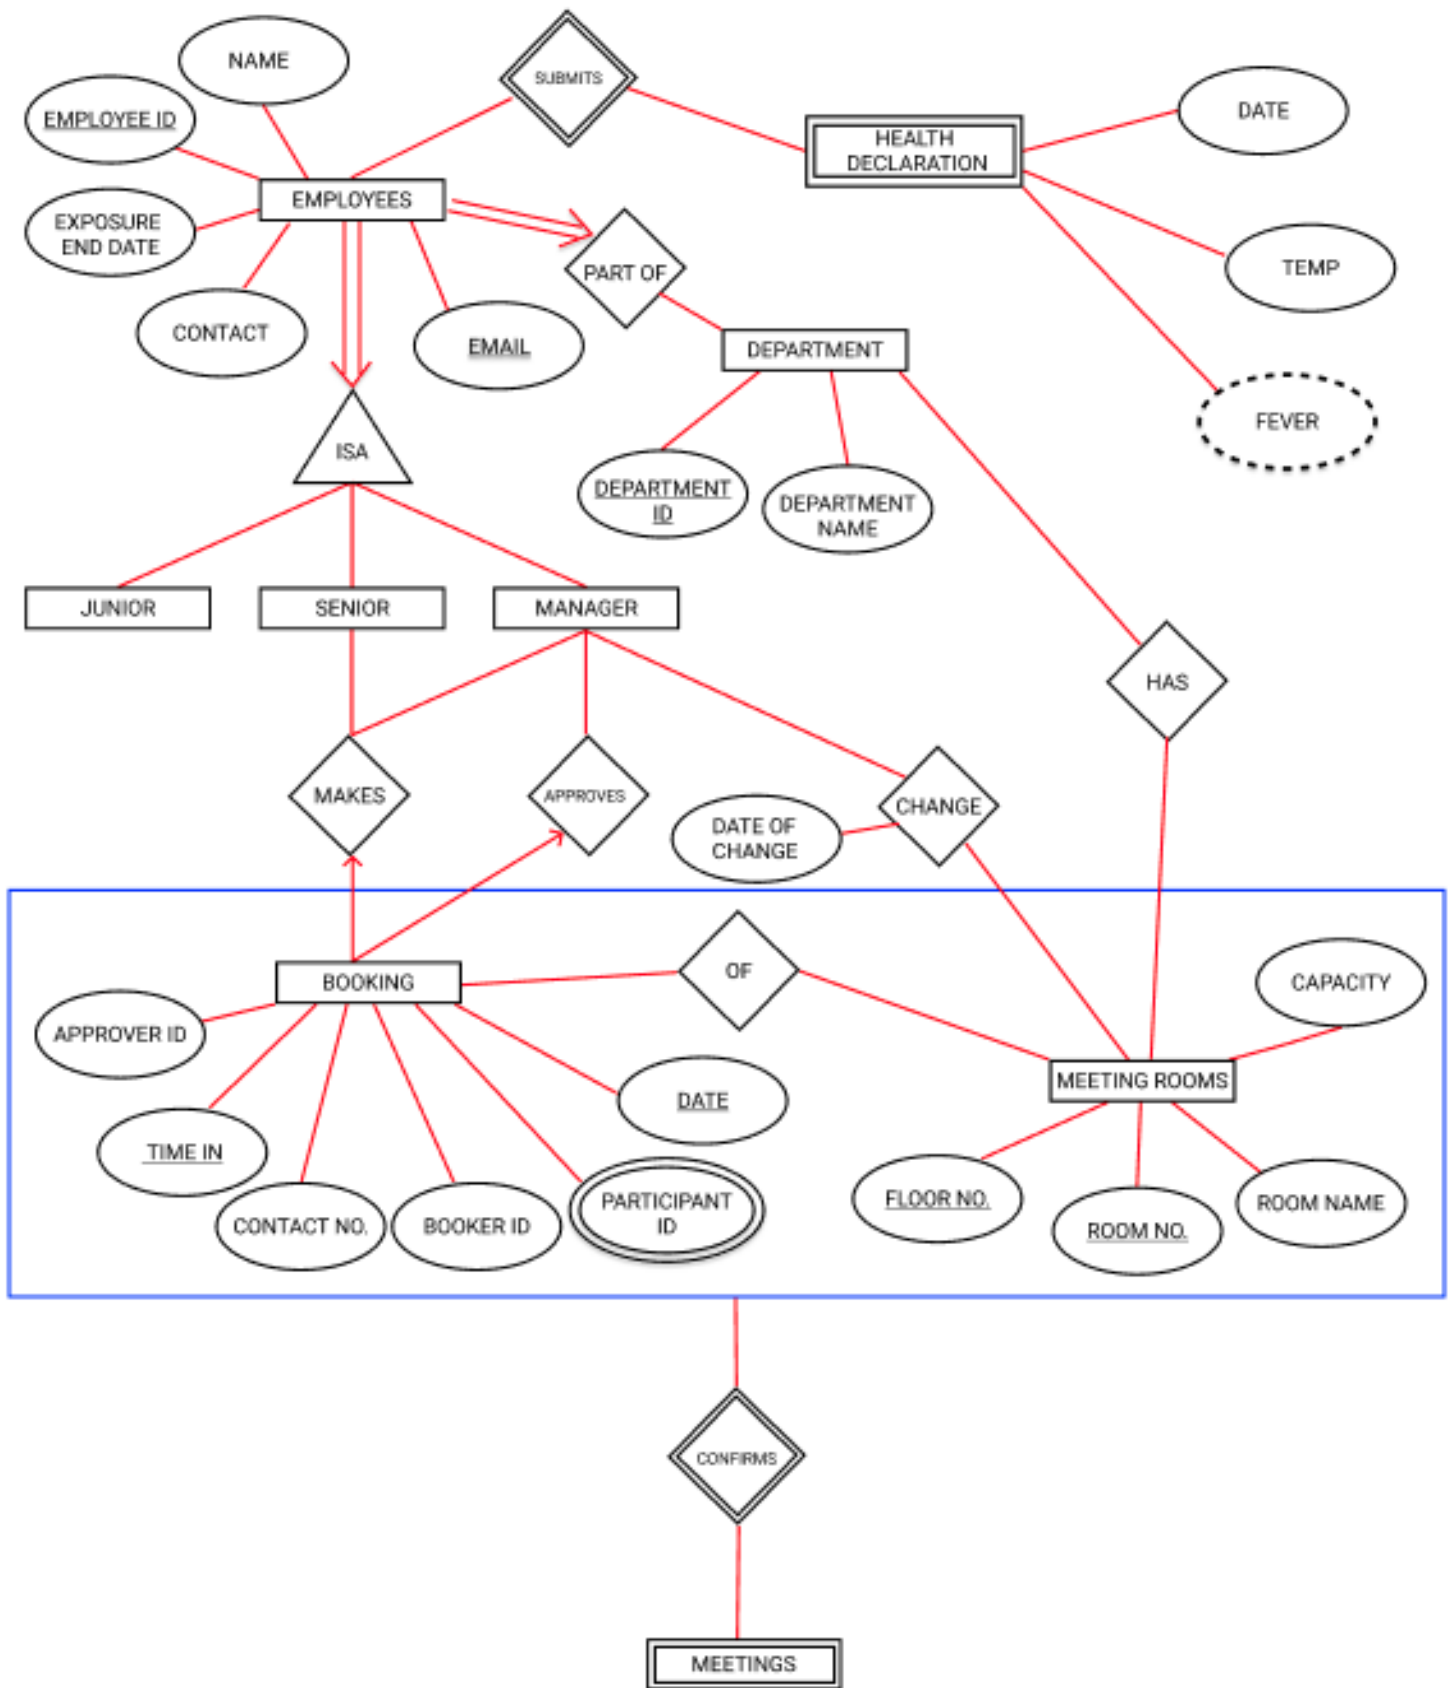 NAME
SUBMITS
EMPLOYEE ID
DATE
HEALTH
DECLARATION
EMPLOYEES
EXPOSURE
END DATE
PART OF
TEMP
CONTACT
EMAIL
DEPARTMENT
FEVER
ISA
DEPARTMENT
ID
DEPARTMENT
NAME
JUNIOR
SENIOR
MANAGER
HAS
MAKES
APPROVES
CHANGE
DATE OF
CHANGE
OF
BOOKING
CAPACITY
APPROVER ID
MEETING ROOMS
DATE
TIME IN
CONTACT NO.
BOOKER ID
PARTICIPANT
ID
FLOOR NO.
ROOM NO.
ROOM NAME
CONFIRMS
MEETINGS